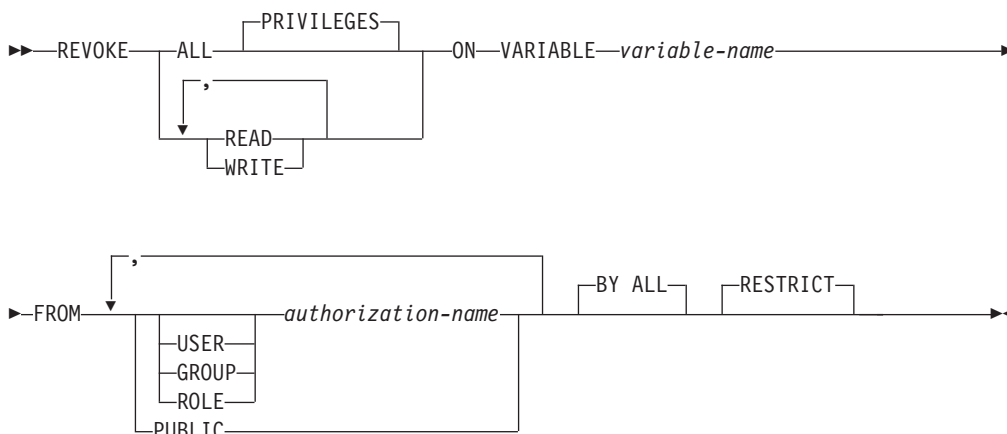 PRIVILEGES
REVOKE ALL ON VARIABLE variable-name
,
READ
WRITE
,
BY ALL RESTRICT
FROM authorization-name
USER
GROUP
ROLE
PUBLIC